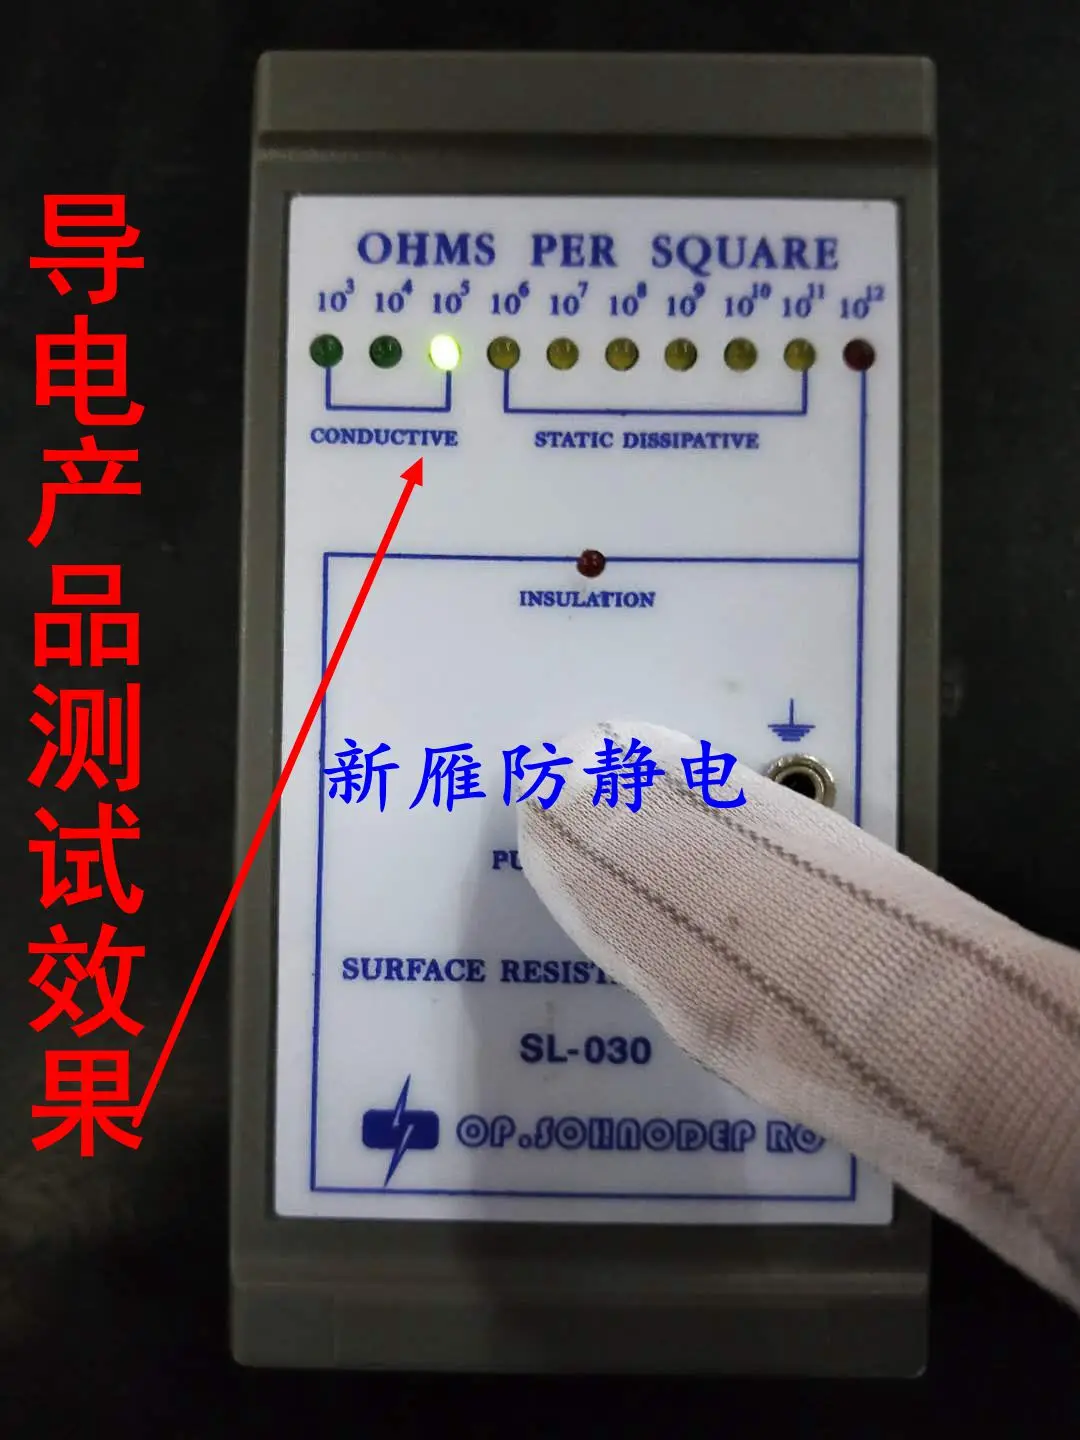 导电产品测试效果
OHMS PER SQUARE
10³ 10⁴ 10⁵ 10⁶ 10⁷ 10⁸ 10⁹ 10¹⁰ 10¹¹ 10¹²
CONDUCTIVE STATIC DISSIPATIVE
INSULATION
新雁防静电
SURFACE
SL-030